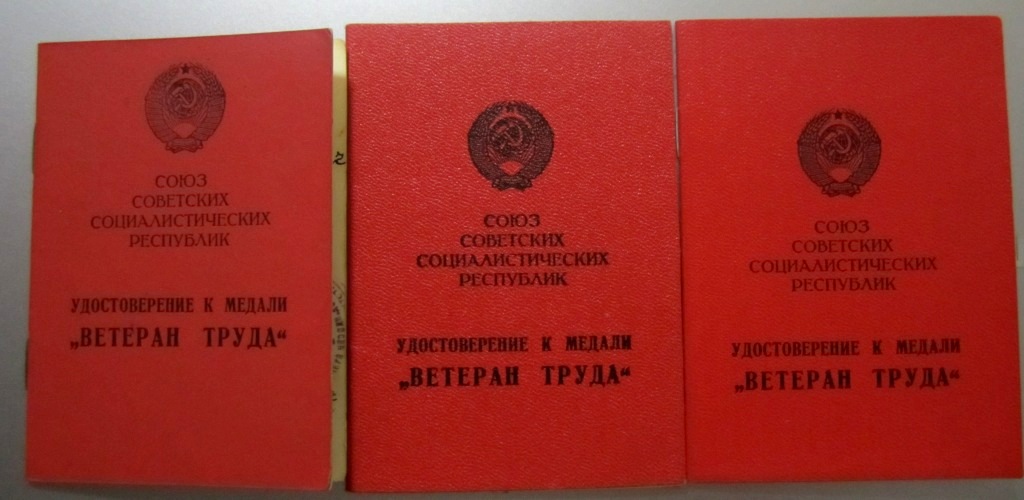 СОЮЗ
СОВЕТСКИХ
СОЦИАЛИСТИЧЕСКИХ
РЕСПУБЛИК
УДОСТОВЕРЕНИЕ К МЕДАЛИ
„ВЕТЕРАН ТРУДА“
СОЮЗ
СОВЕТСКИХ
СОЦИАЛИСТИЧЕСКИХ
РЕСПУБЛИК
УДОСТОВЕРЕНИЕ К МЕДАЛИ
„ВЕТЕРАН ТРУДА“
СОЮЗ
СОВЕТСКИХ
СОЦИАЛИСТИЧЕСКИХ
РЕСПУБЛИК
УДОСТОВЕРЕНИЕ К МЕДАЛИ
„ВЕТЕРАН ТРУДА“